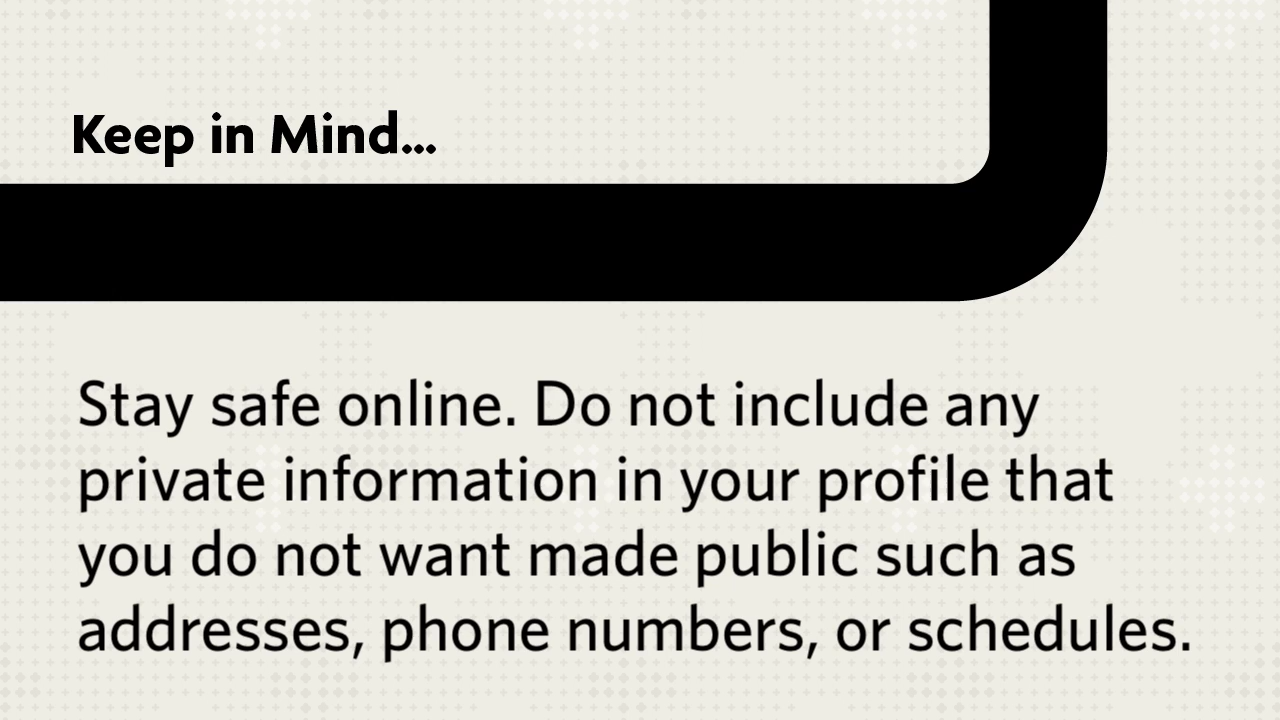 Keep in Mind...
Stay safe online. Do not include any
private information in your profile that
you do not want made public such as
addresses, phone numbers, or schedules.